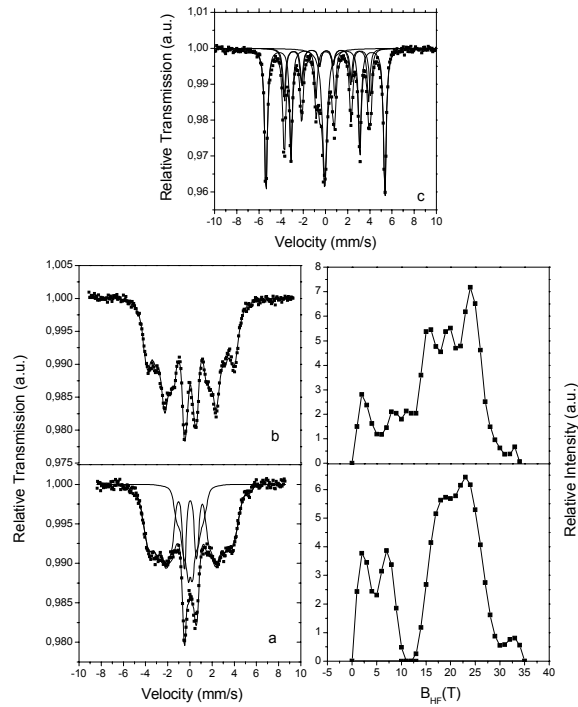 1,01
1,00
0,99
0,98
0,97
0,96
Relative Transmission (a.u.)
c
-10 -8 -6 -4 -2 0 2 4 6 8 10
Velocity (mm/s)
1,005
1,000
0,995
0,990
0,985
0,980
0,975
b
1,000
0,995
0,990
0,985
0,980
a
Relative Transmission (a.u.)
-10 -8 -6 -4 -2 0 2 4 6 8 10
Velocity (mm/s)
8
7
6
5
4
3
2
1
0
6
5
4
3
2
1
0
Relative Intensity (a.u.)
-5 0 5 10 15 20 25 30 35 40
B HF (T)